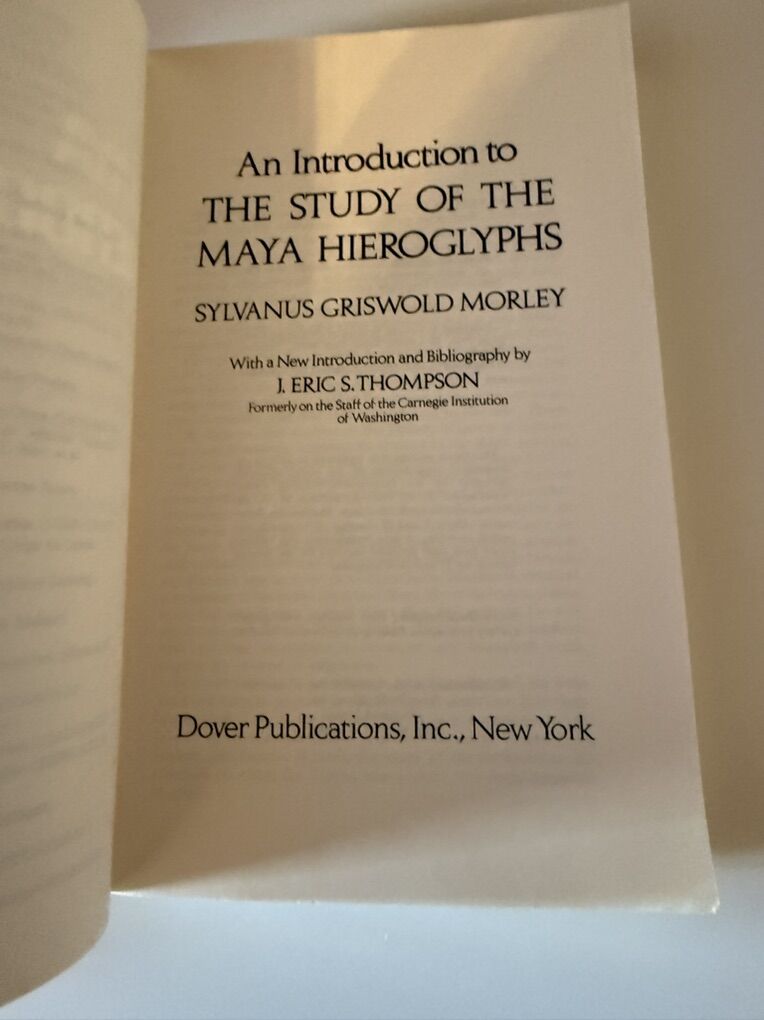 An Introduction to
THE STUDY OF THE
MAYA HIEROGLYPHS
SYLVANUS GRISWOLD MORLEY
With a New Introduction and Bibliography by
J. ERIC S. THOMPSON
Formerly on the Staff of the Carnegie Institution
of Washington
Dover Publications, Inc., New York